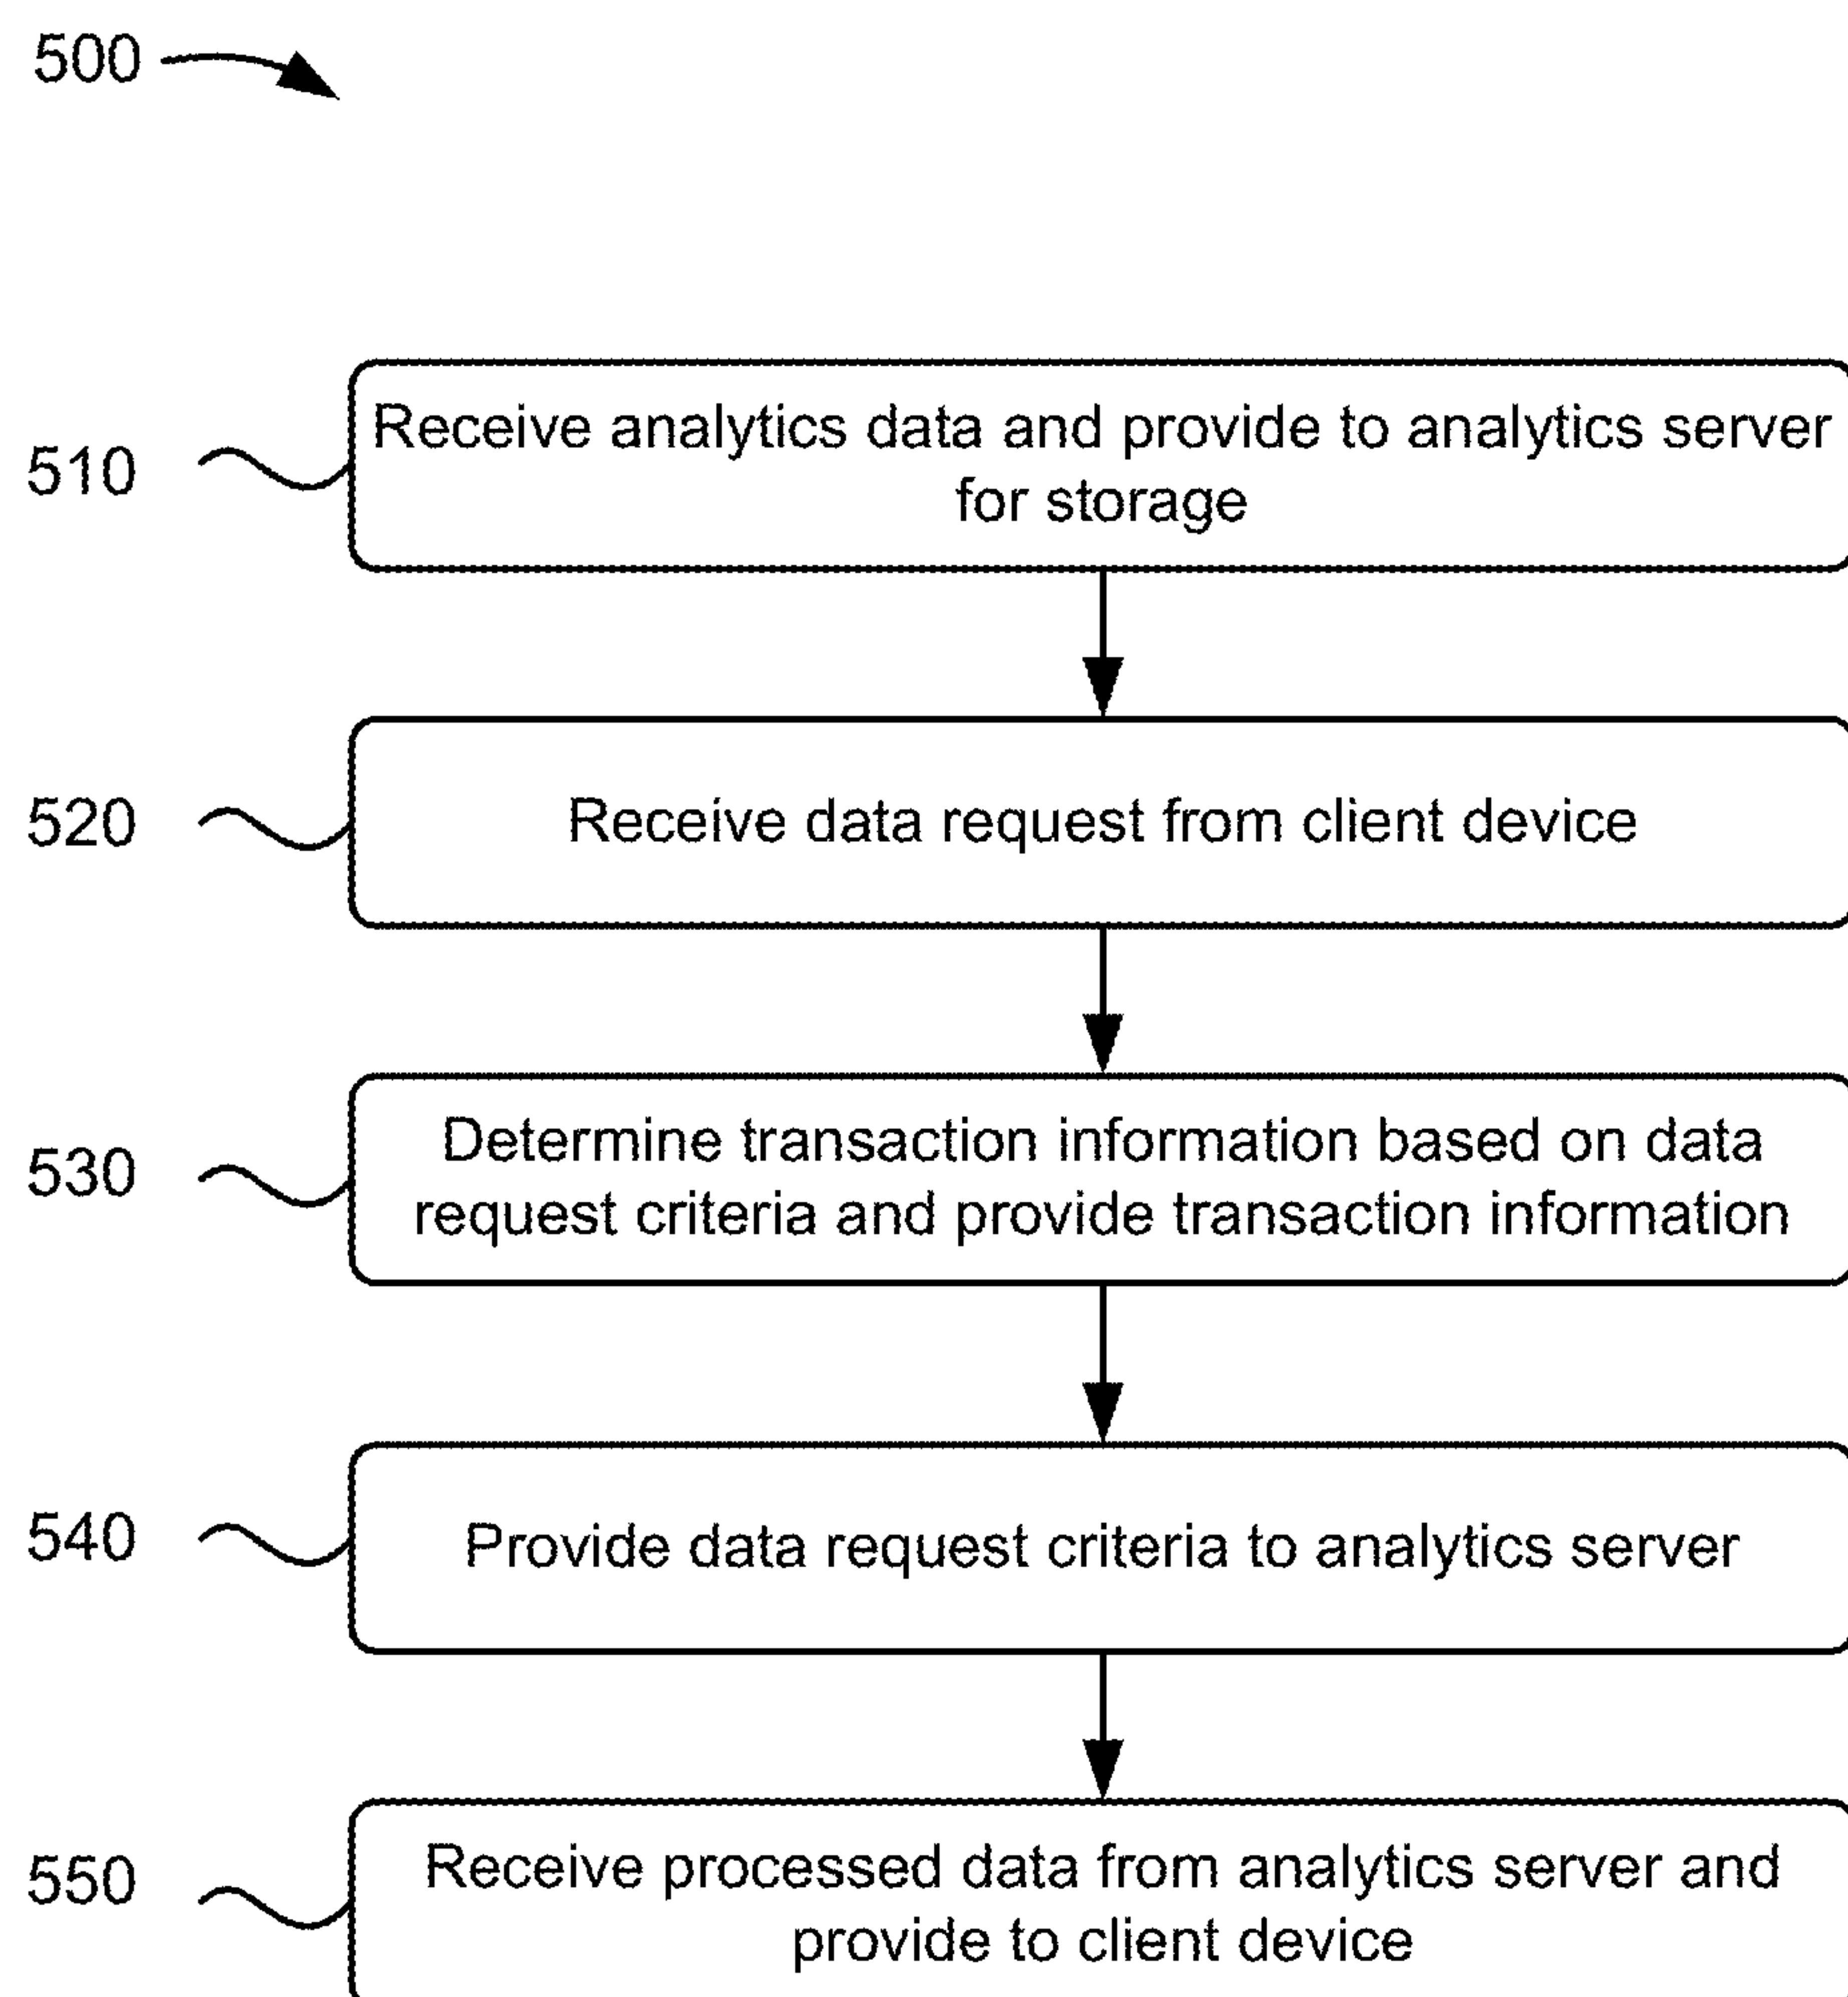 500
510
Receive analytics data and provide to analytics server
for storage
520
Receive data request from client device
530
Determine transaction information based on data
request criteria and provide transaction information
540
Provide data request criteria to analytics server
550
Receive processed data from analytics server and
provide to client device